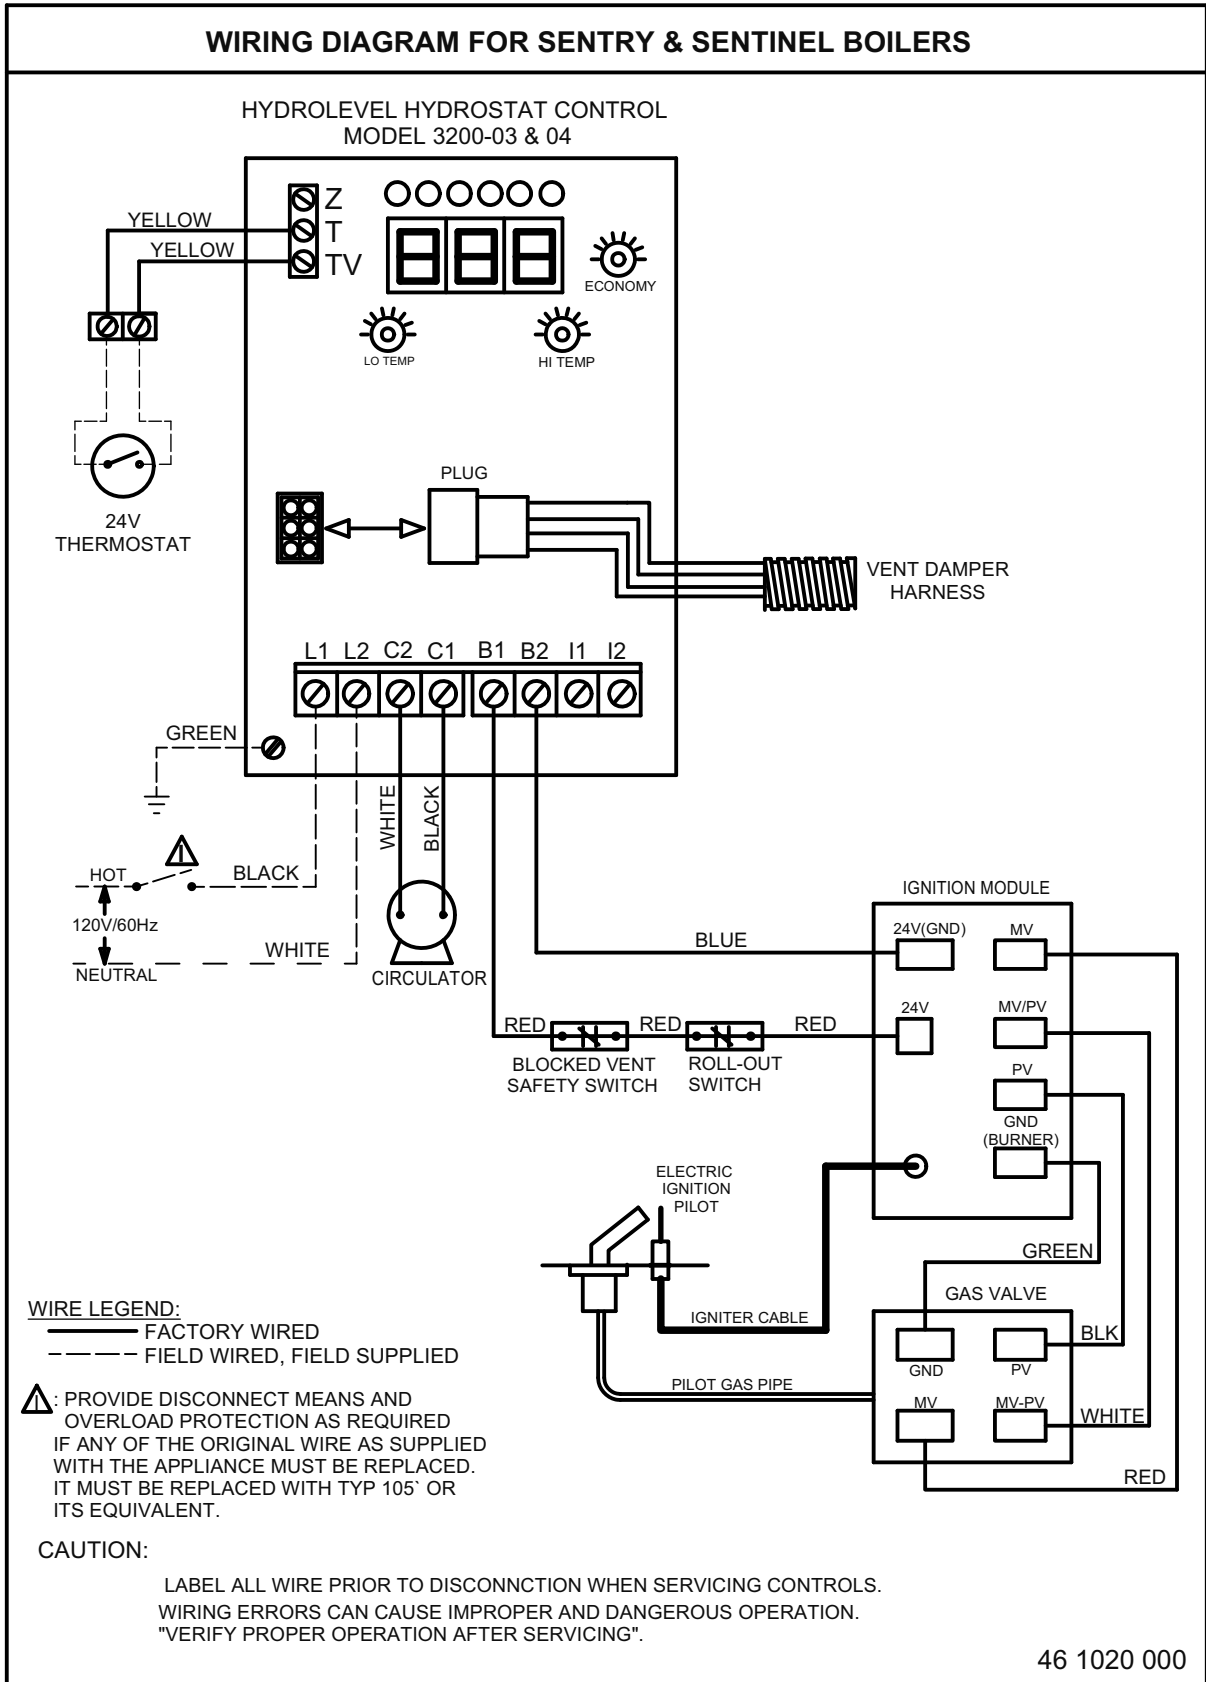 WIRING DIAGRAM FOR SENTRY & SENTINEL BOILERS
HYDROLEVEL HYDROSTAT CONTROL
MODEL 3200-03 & 04
Z
T
TV
YELLOW
YELLOW
ECONOMY
LO TEMP
HI TEMP
24V
THERMOSTAT
PLUG
VENT DAMPER
HARNESS
L1 L2 C2 C1 B1 B2 I1 I2
GREEN
WHITE
BLACK
HOT
BLACK
120V/60Hz
WHITE
NEUTRAL
CIRCULATOR
BLUE
RED
RED
RED
BLOCKED VENT
SAFETY SWITCH
ROLL-OUT
SWITCH
IGNITION MODULE
24V(GND)
MV
24V
MV/PV
PV
GND
(BURNER)
ELECTRIC
IGNITION
PILOT
IGNITER CABLE
PILOT GAS PIPE
GREEN
GAS VALVE
BLK
GND
PV
MV
MV-PV
WHITE
RED
WIRE LEGEND:
FACTORY WIRED
FIELD WIRED, FIELD SUPPLIED
: PROVIDE DISCONNECT MEANS AND
OVERLOAD PROTECTION AS REQUIRED
IF ANY OF THE ORIGINAL WIRE AS SUPPLIED
WITH THE APPLIANCE MUST BE REPLACED.
IT MUST BE REPLACED WITH TYP 105` OR
ITS EQUIVALENT.
CAUTION:
LABEL ALL WIRE PRIOR TO DISCONNCTION WHEN SERVICING CONTROLS.
WIRING ERRORS CAN CAUSE IMPROPER AND DANGEROUS OPERATION.
"VERIFY PROPER OPERATION AFTER SERVICING".
46 1020 000